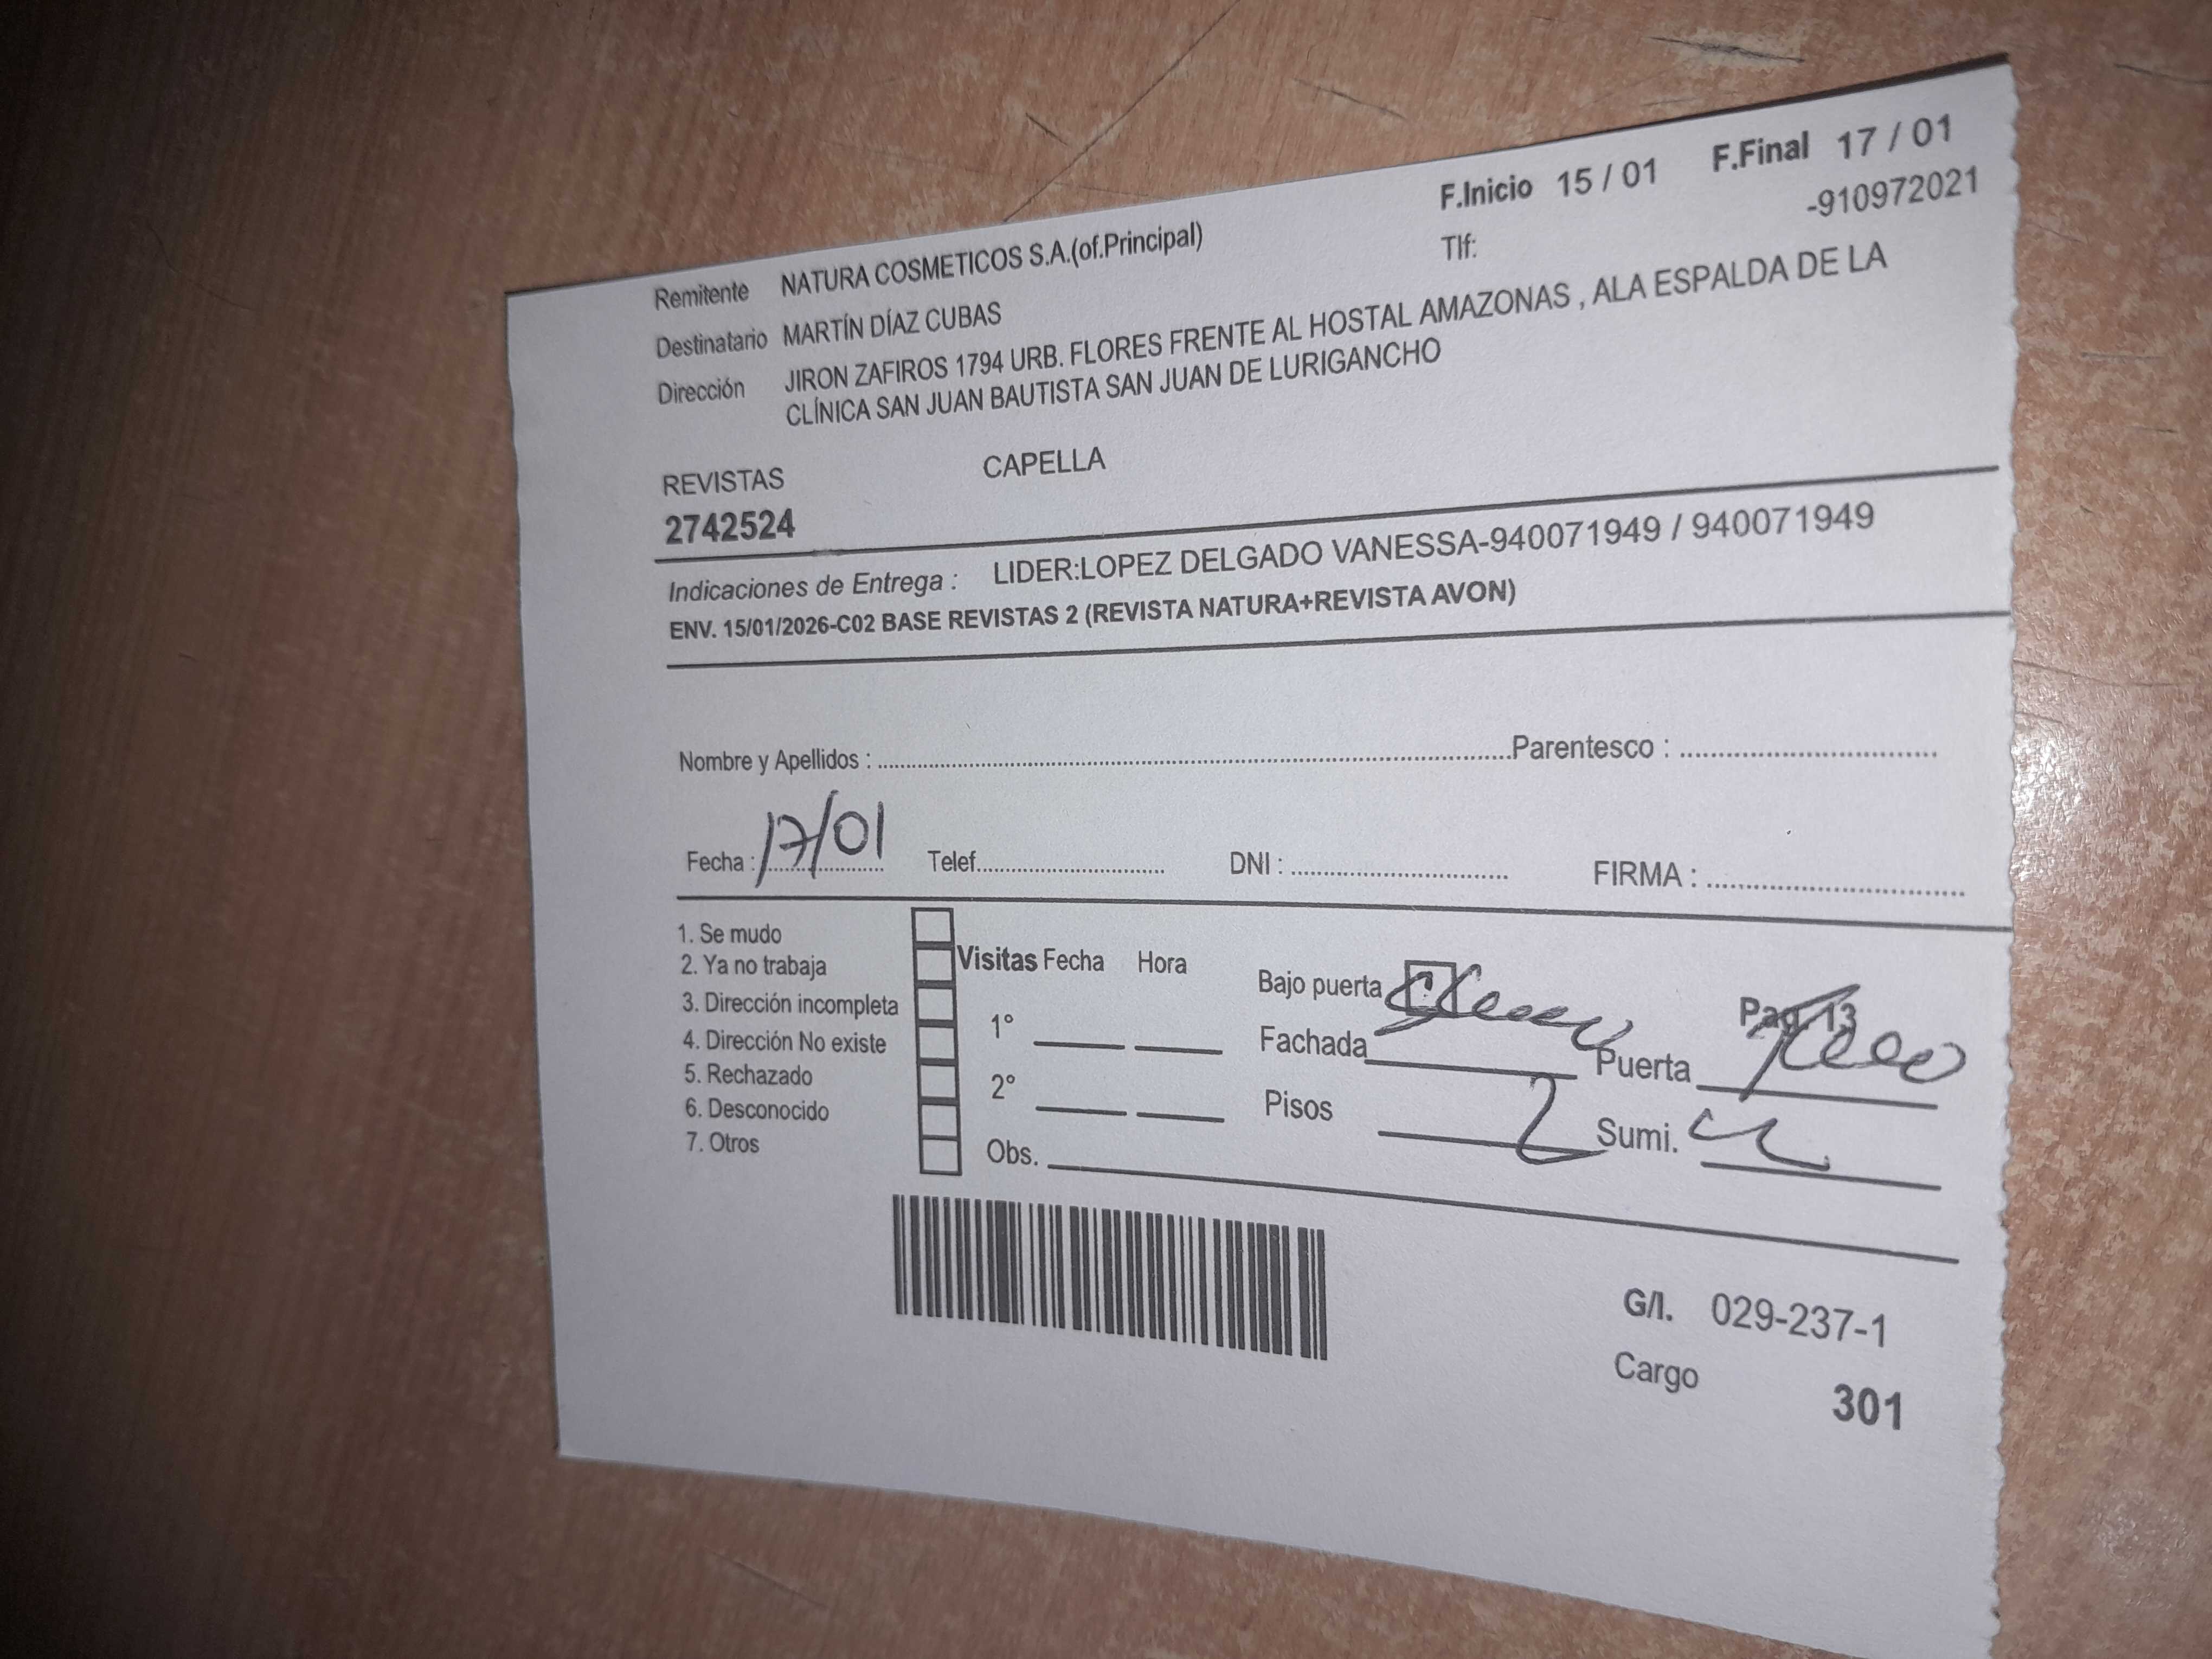 F.Inicio 15 / 01 F.Final 17 / 01
Remitente NATURA COSMETICOS S.A.(of.Principal) Tlf: -910972021
Destinatario MARTÍN DÍAZ CUBAS
Dirección JIRON ZAFIROS 1794 URB. FLORES FRENTE AL HOSTAL AMAZONAS , ALA ESPALDA DE LA
CLÍNICA SAN JUAN BAUTISTA SAN JUAN DE LURIGANCHO
REVISTAS CAPELLA
2742524
Indicaciones de Entrega : LIDER:LOPEZ DELGADO VANESSA-940071949 / 940071949
ENV. 15/01/2026-C02 BASE REVISTAS 2 (REVISTA NATURA+REVISTA AVON)
Nombre y Apellidos : Parentesco :
Fecha : 17/01 Telef. DNI : FIRMA :
1. Se mudo
2. Ya no trabaja
3. Dirección incompleta
4. Dirección No existe
5. Rechazado
6. Desconocido
7. Otros
Visitas Fecha Hora
1°
2°
Obs.
Bajo puerta Pag. 13
Fachada Puerta
Pisos 2 Sumi.
G/I. 029-237-1
Cargo 301